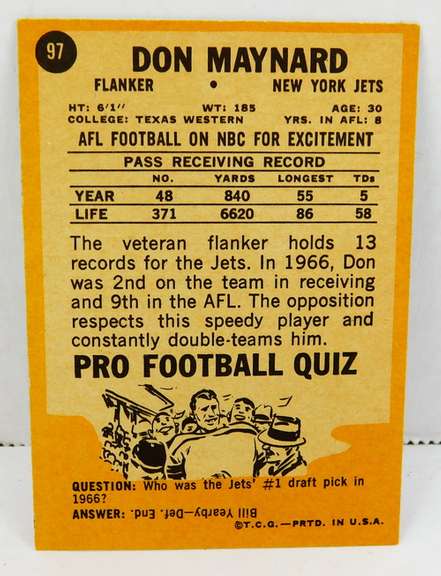 97
DON MAYNARD
FLANKER • NEW YORK JETS
HT: 6'1" WT: 185 AGE: 30
COLLEGE: TEXAS WESTERN YRS. IN AFL: 8
AFL FOOTBALL ON NBC FOR EXCITEMENT
PASS RECEIVING RECORD
NO. YARDS LONGEST TDs
YEAR 48 840 55 5
LIFE 371 6620 86 58
The veteran flanker holds 13
records for the Jets. In 1966, Don
was 2nd on the team in receiving
and 9th in the AFL. The opposition
respects this speedy player and
constantly double-teams him.
PRO FOOTBALL QUIZ
QUESTION: Who was the Jets' #1 draft pick in
1966?
ANSWER: Bill Yearby—Def. End.
©T.C.G.—PRTD. IN U.S.A.